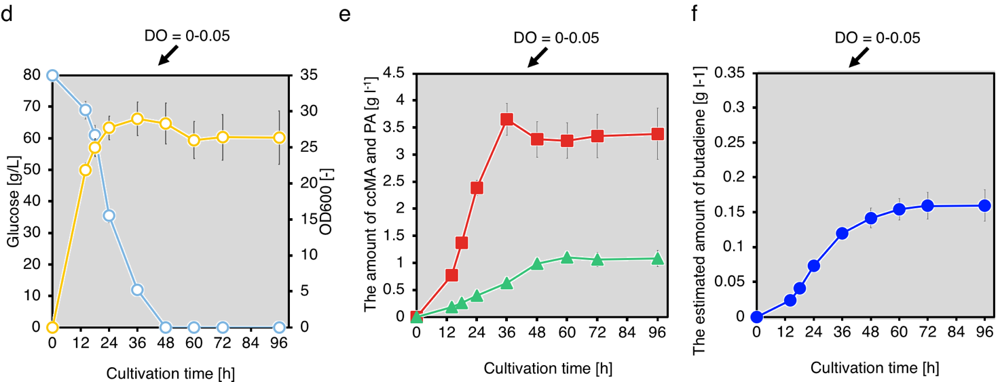 d
DO = 0-0.05
80
70
60
50
40
30
20
10
0
Glucose [g/L]
35
30
25
20
15
10
5
0
OD600 [-]
0 12 24 36 48 60 72 84 96
Cultivation time [h]
e
DO = 0-0.05
The amount of ccMA and PA [g l-1]
4.5
4
3.5
3
2.5
2
1.5
1
0.5
0
0 12 24 36 48 60 72 84 96
Cultivation time [h]
f
DO = 0-0.05
The estimated amount of butadiene [g l-1]
0.35
0.3
0.25
0.2
0.15
0.1
0.05
0
0 12 24 36 48 60 72 84 96
Cultivation time [h]